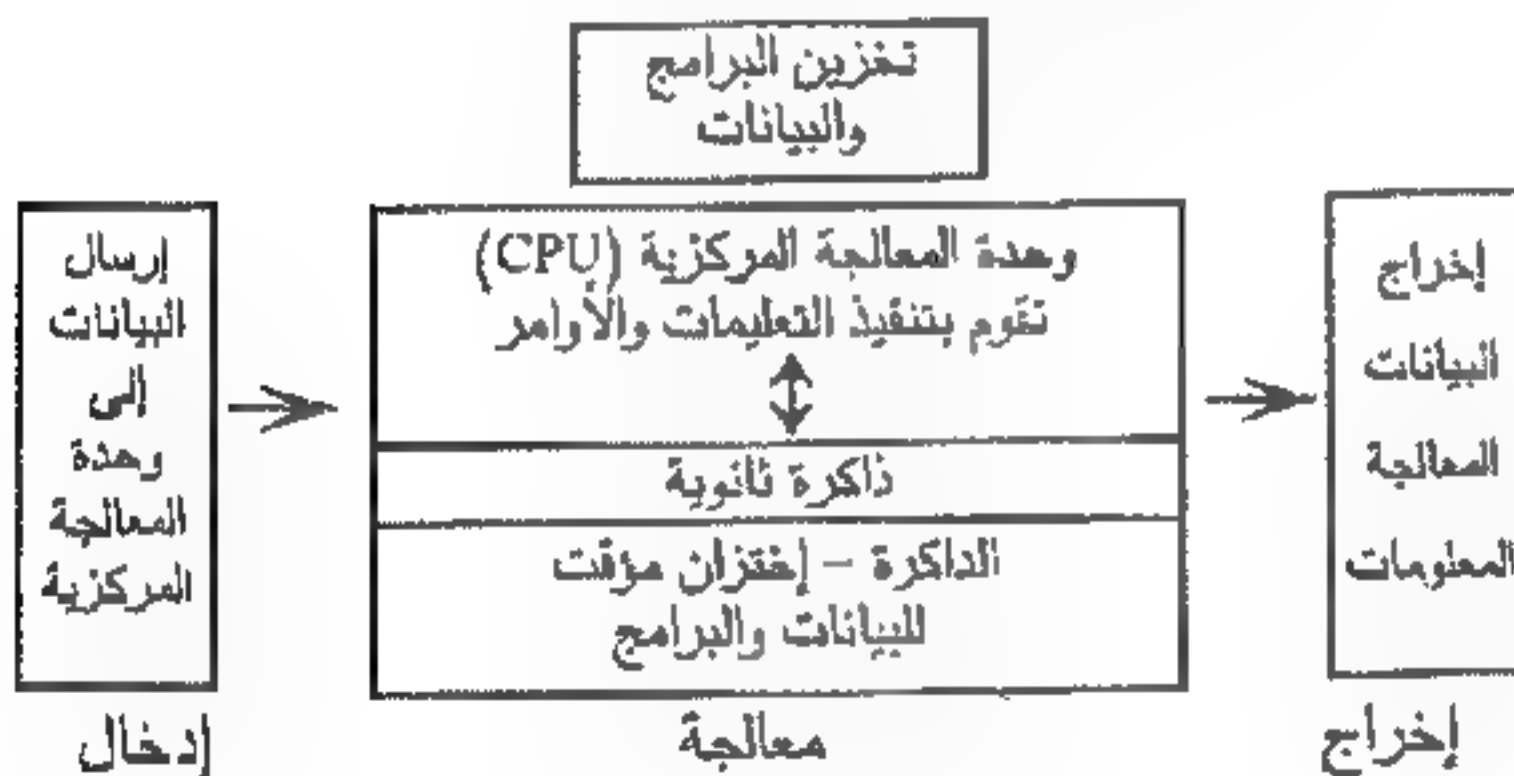 تخزين البرامج
والبيانات
إرسال
البيانات
إلى
وحدة
المعالجة
المركزية
وحدة المعالجة المركزية (CPU)
تقوم بتنفيذ التعليمات والأوامر
ذاكرة ثانوية
الداكرة – إختزان مؤقت
للبيانات والبرامج
إخراج
البيانات
المعالجة
المعلومات
إدخال
معالجة
إخراج